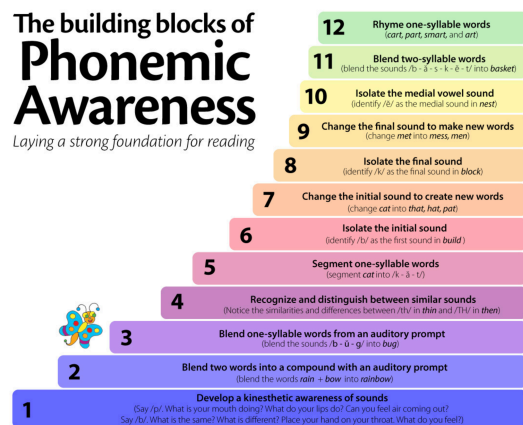 The building blocks of
Phonemic
Awareness
Laying a strong foundation for reading
12
Rhyme one-syllable words
(cart, part, smart, and art)
11
Blend two-syllable words
(blend the sounds /b - ă - s - k - ĕ - t/ into basket)
10
Isolate the medial vowel sound
(identify /ĕ/ as the medial sound in nest)
9
Change the final sound to make new words
(change met into mess, men)
8
Isolate the final sound
(identify /k/ as the final sound in block)
7
Change the initial sound to create new words
(change cat into that, hat, pat)
6
Isolate the initial sound
(identify /b/ as the first sound in build )
5
Segment one-syllable words
(segment cat into /k - ă - t/)
4
Recognize and distinguish between similar sounds
(Notice the similarities and differences between /th/ in thin and /TH/ in then)
3
Blend one-syllable words from an auditory prompt
(blend the sounds /b - ŭ - g/ into bug)
2
Blend two words into a compound with an auditory prompt
(blend the words rain + bow into rainbow)
1
Develop a kinesthetic awareness of sounds
(Say /p/. What is your mouth doing? What do your lips do? Can you feel air coming out?
Say /b/. What is the same? What is different? Place your hand on your throat. What do you feel?)